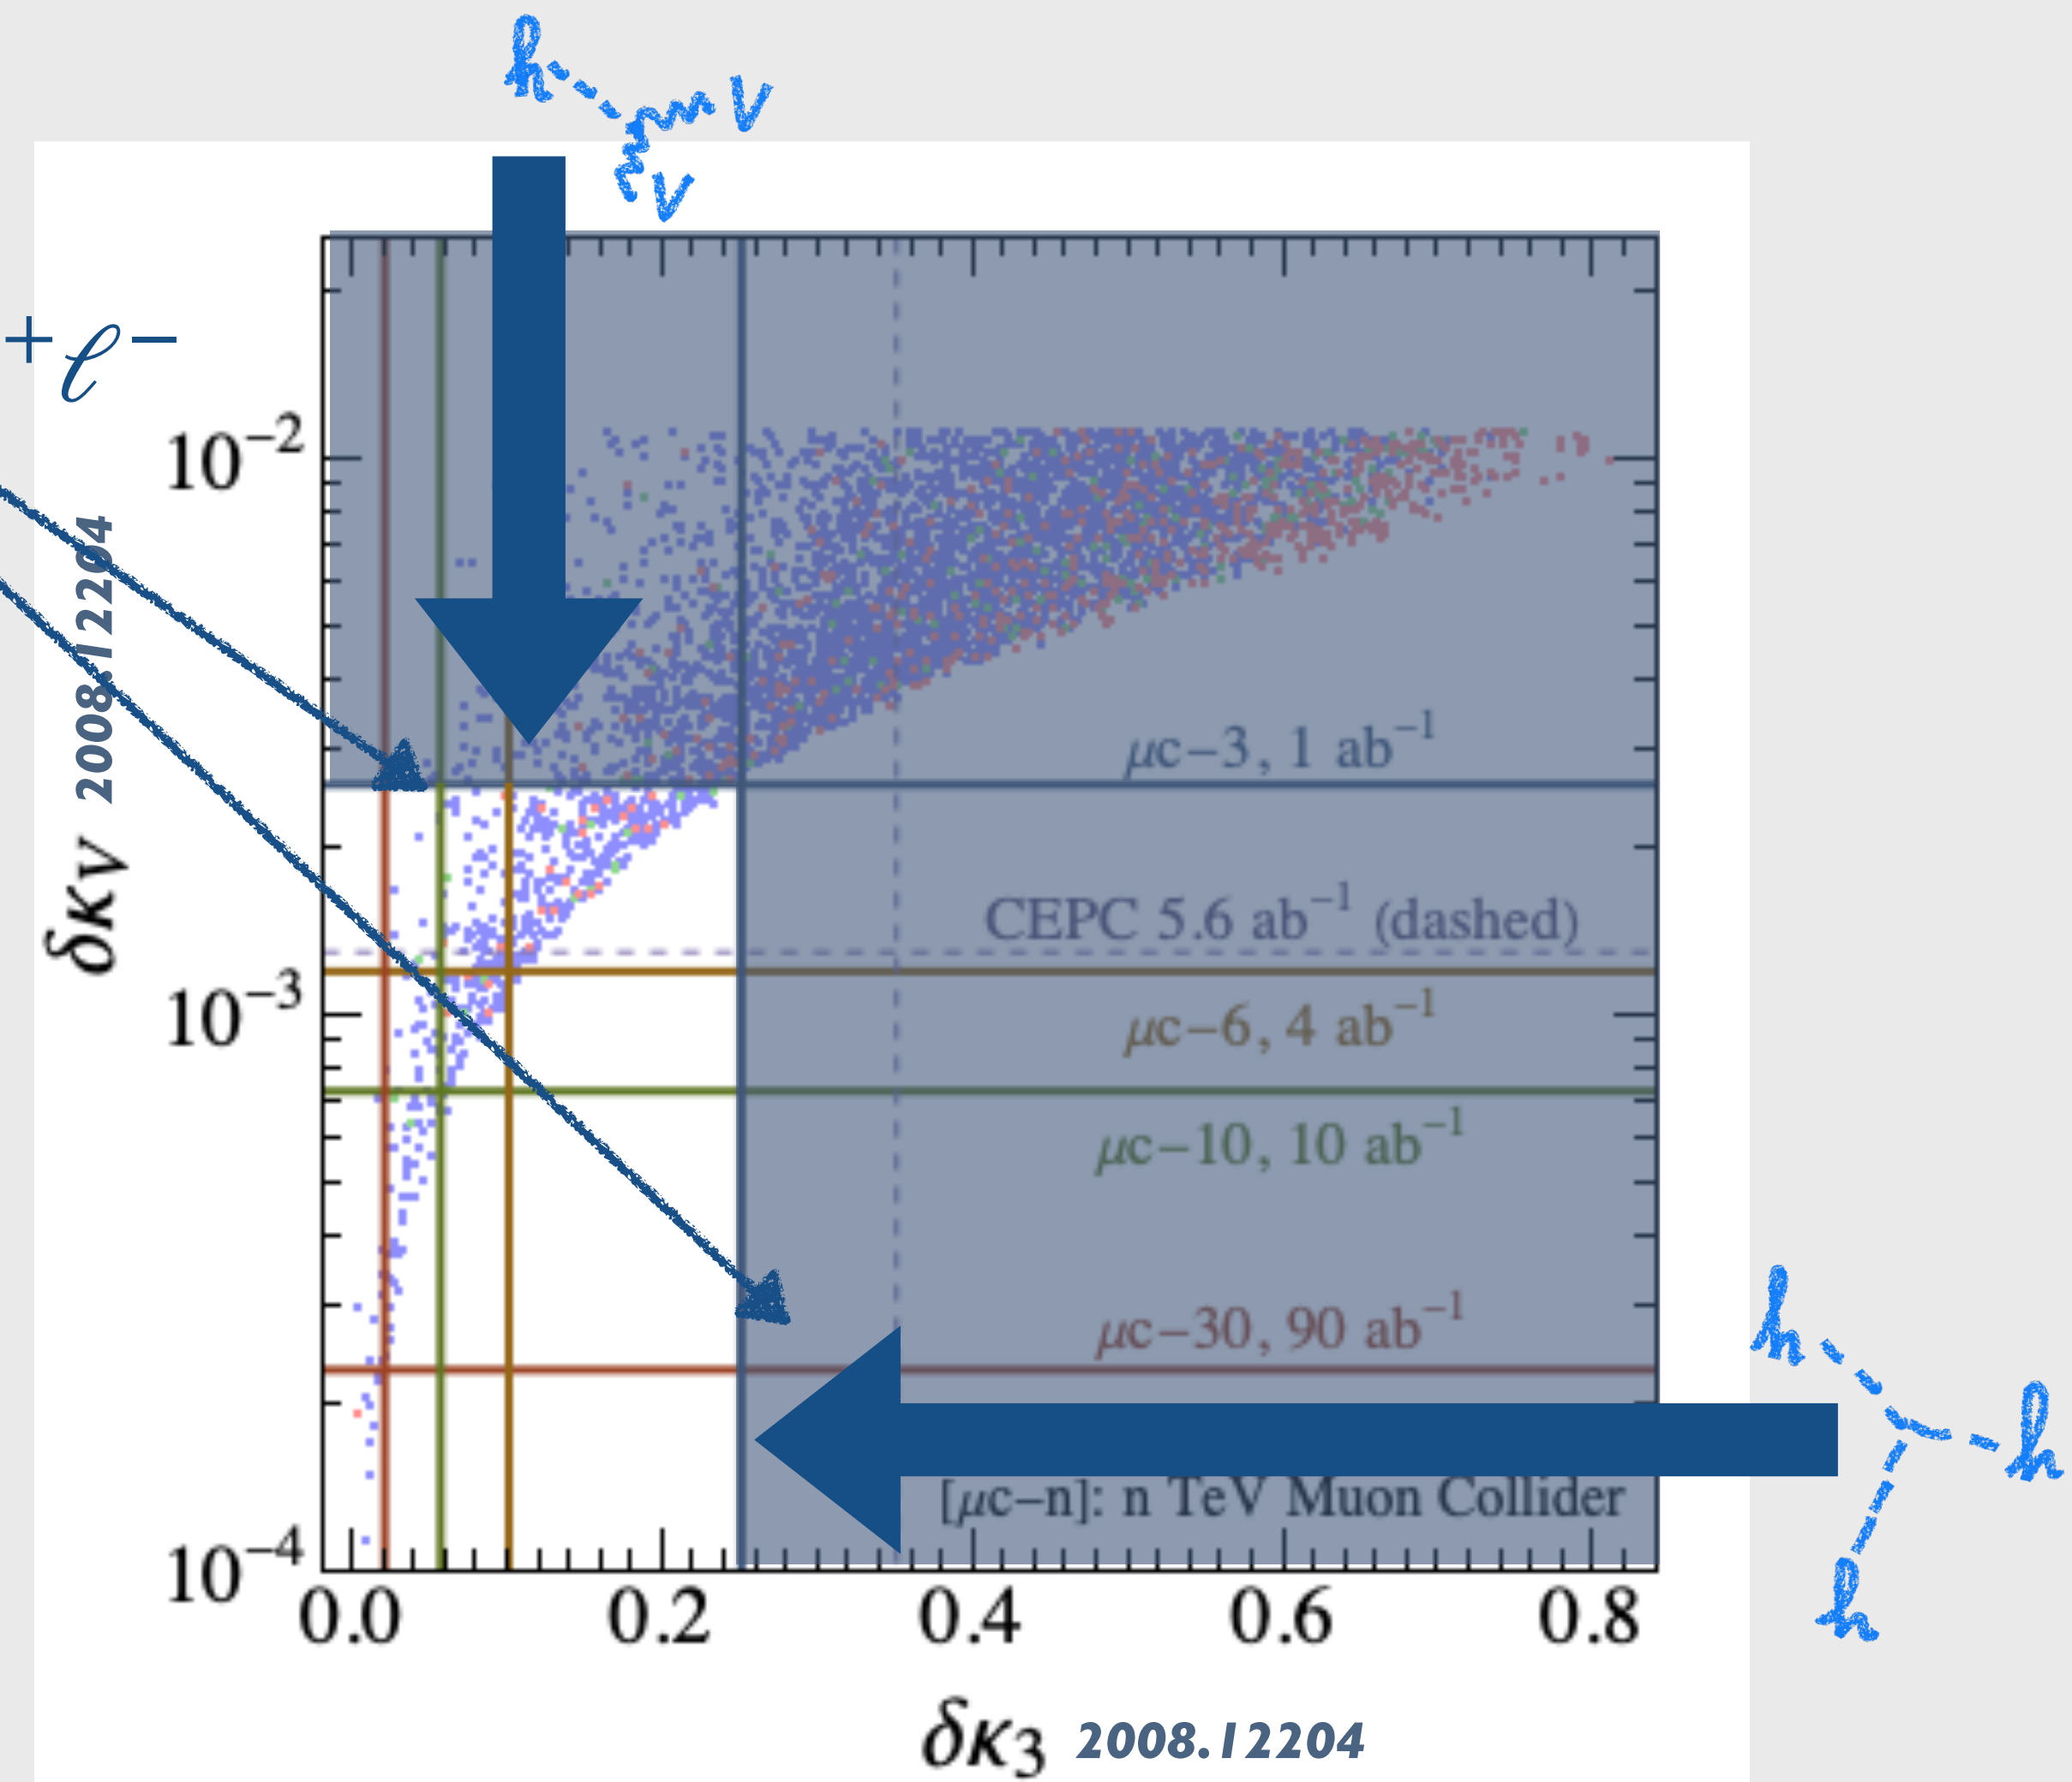 h
V
V
+ℓ−
10⁻²
2008.12204
μc−3, 1 ab⁻¹
δκV
CEPC 5.6 ab⁻¹ (dashed)
10⁻³
μc−6, 4 ab⁻¹
μc−10, 10 ab⁻¹
μc−30, 90 ab⁻¹
h
h
h
[μc−n]: n TeV Muon Collider
10⁻⁴
0.0 0.2 0.4 0.6 0.8
δκ₃ 2008.12204